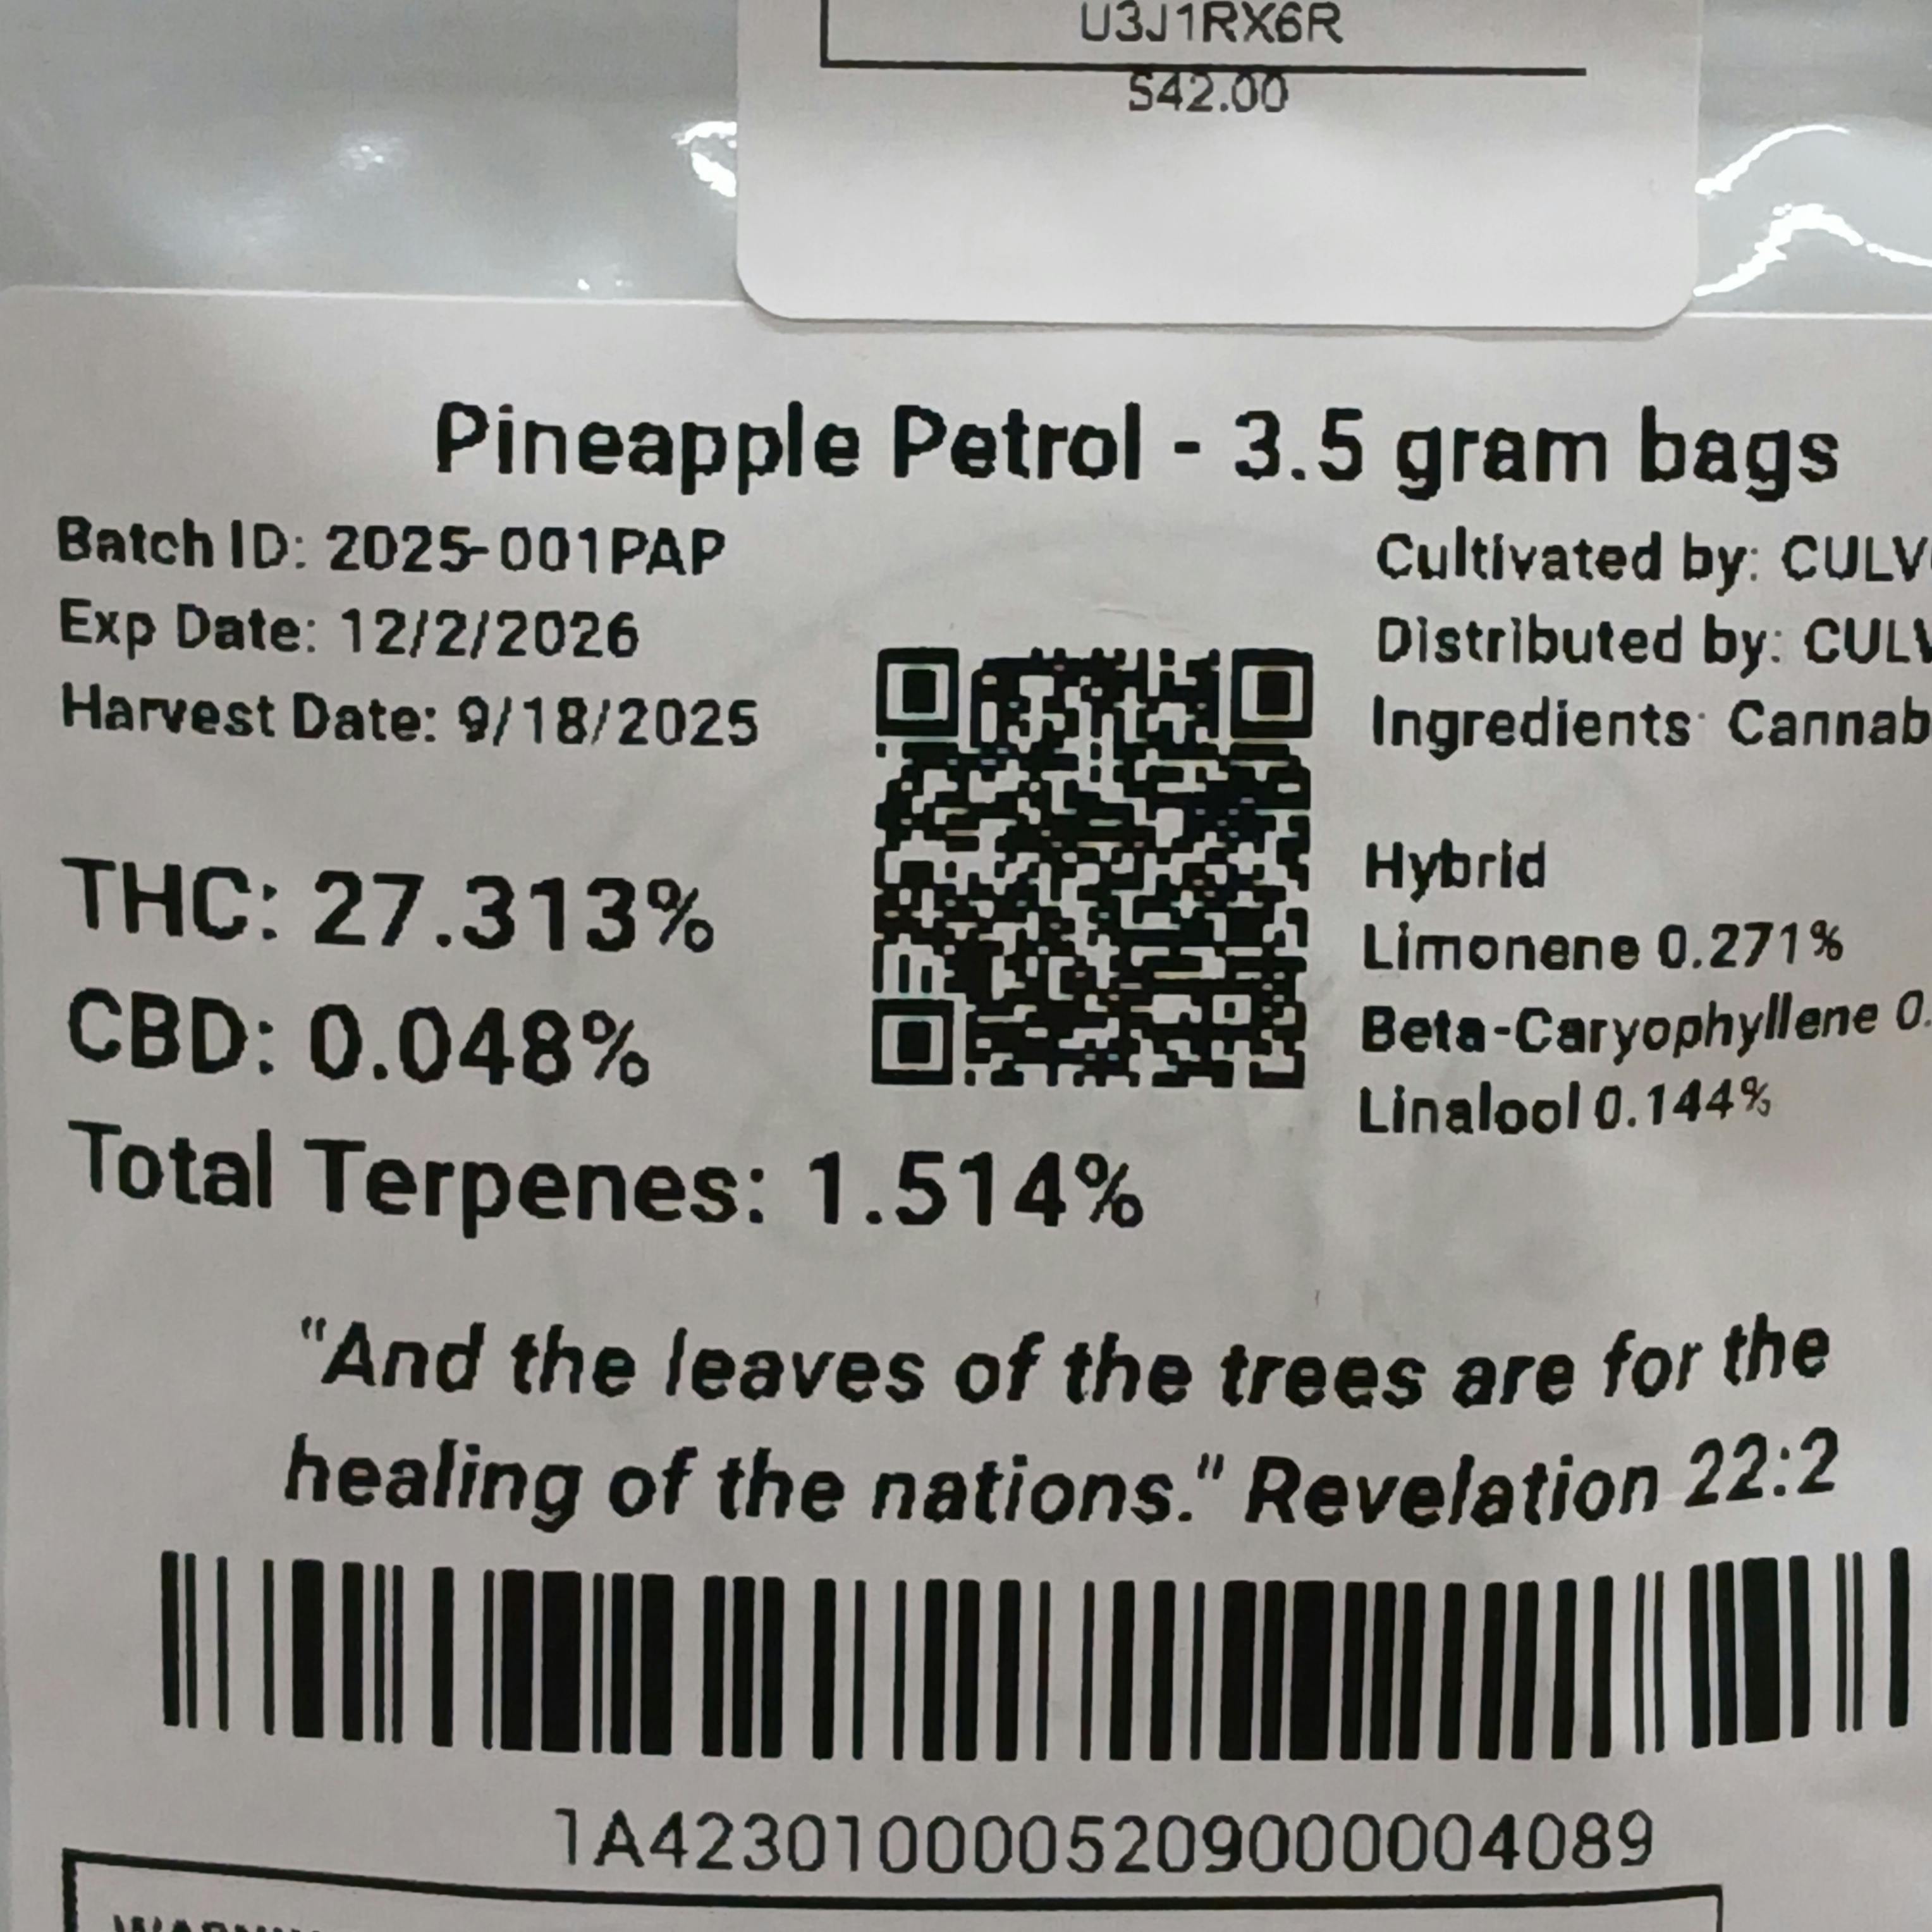 U3J1RX6R
$42.00
Pineapple Petrol - 3.5 gram bags
Batch ID: 2025-001PAP
Exp Date: 12/2/2026
Harvest Date: 9/18/2025
THC: 27.313%
CBD: 0.048%
Total Terpenes: 1.514%
Cultivated by:
Distributed by:
Ingredients:
Hybrid
Limonene 0.271%
Beta-Caryophyllene 0.
Linalool 0.144%
"And the leaves of the trees are for the
healing of the nations." Revelation 22:2
1A4230100005209000004089